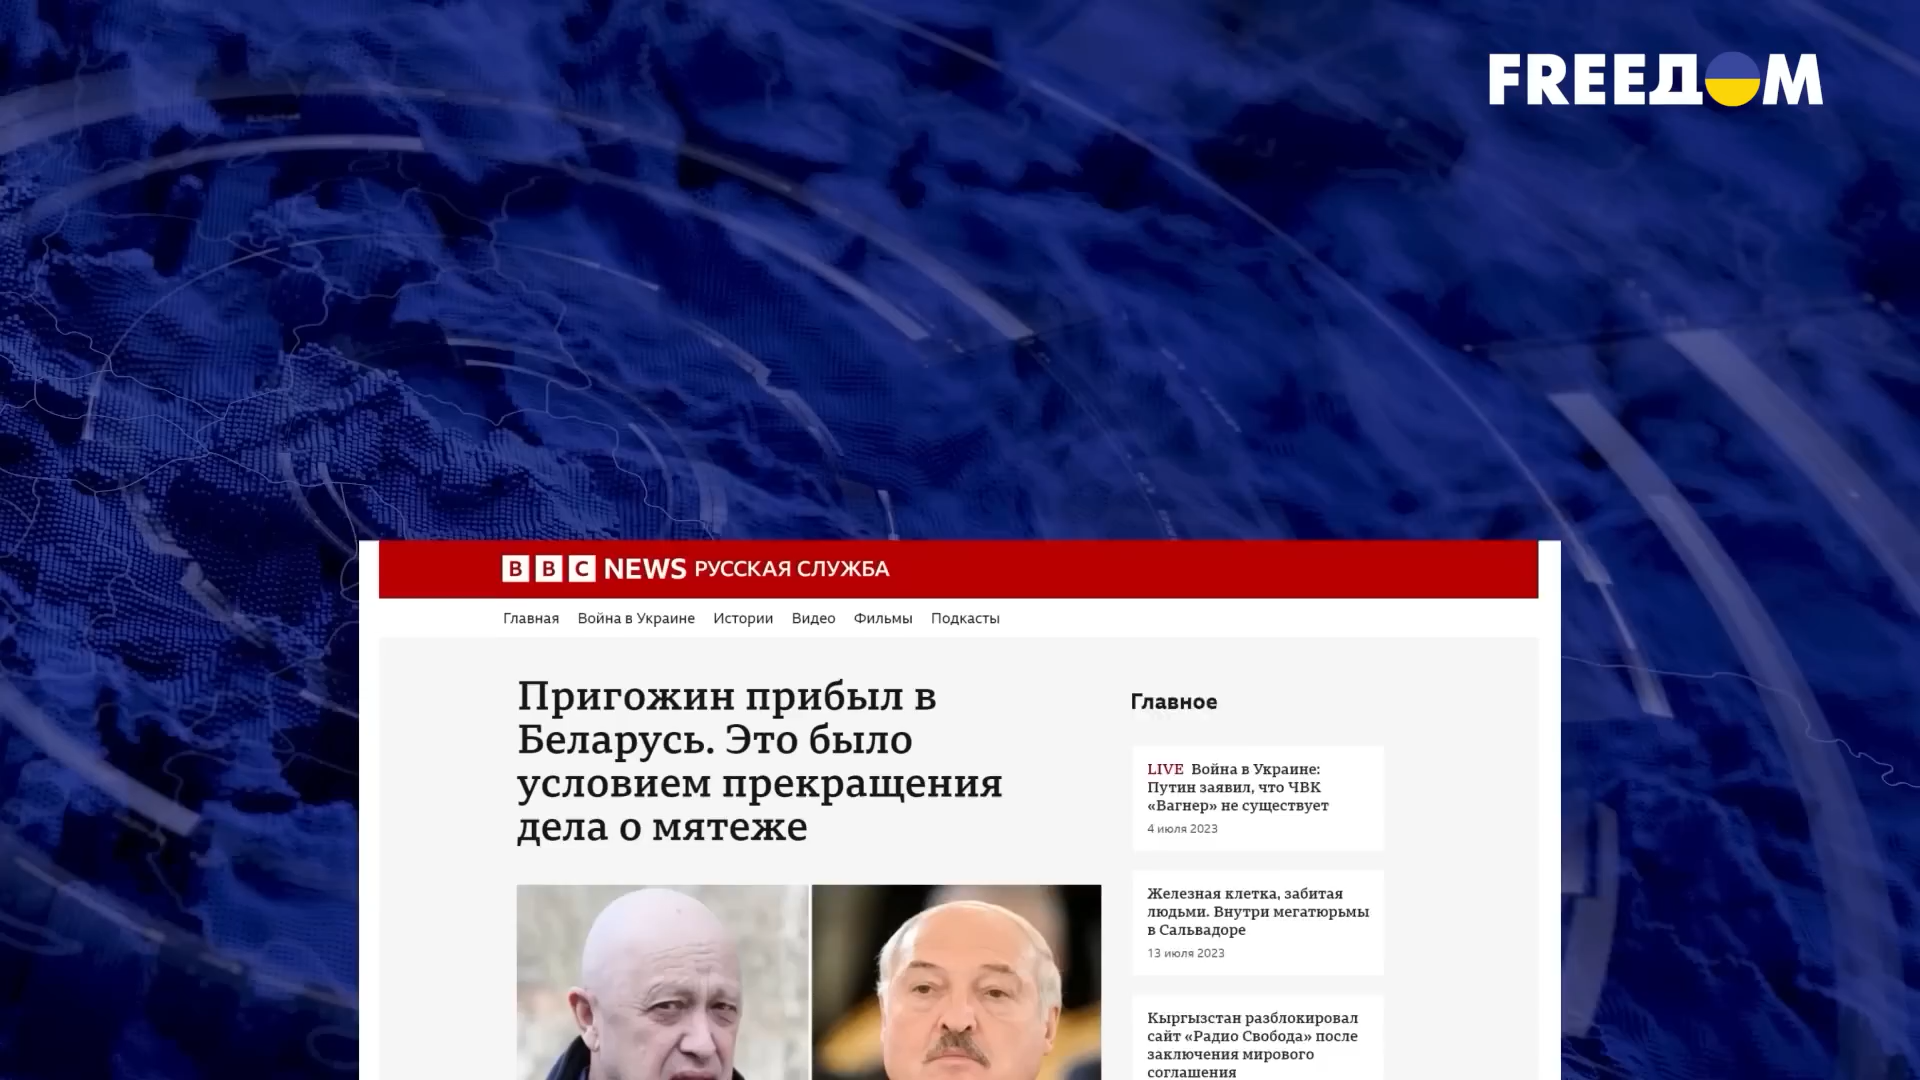 FREEДOM
BBC NEWS РУССКАЯ СЛУЖБА
Главная Война в Украине Истории Видео Фильмы Подкасты
Пригожин прибыл в
Беларусь. Это было
условием прекращения
дела о мятеже
Главное
LIVE Война в Украине:
Путин заявил, что ЧВК
«Вагнер» не существует
4 июля 2023
Железная клетка, забитая
людьми. Внутри мегатюрьмы
в Сальвадоре
13 июля 2023
Кыргызстан разблокировал
сайт «Радио Свобода» после
заключения мирового
соглашения